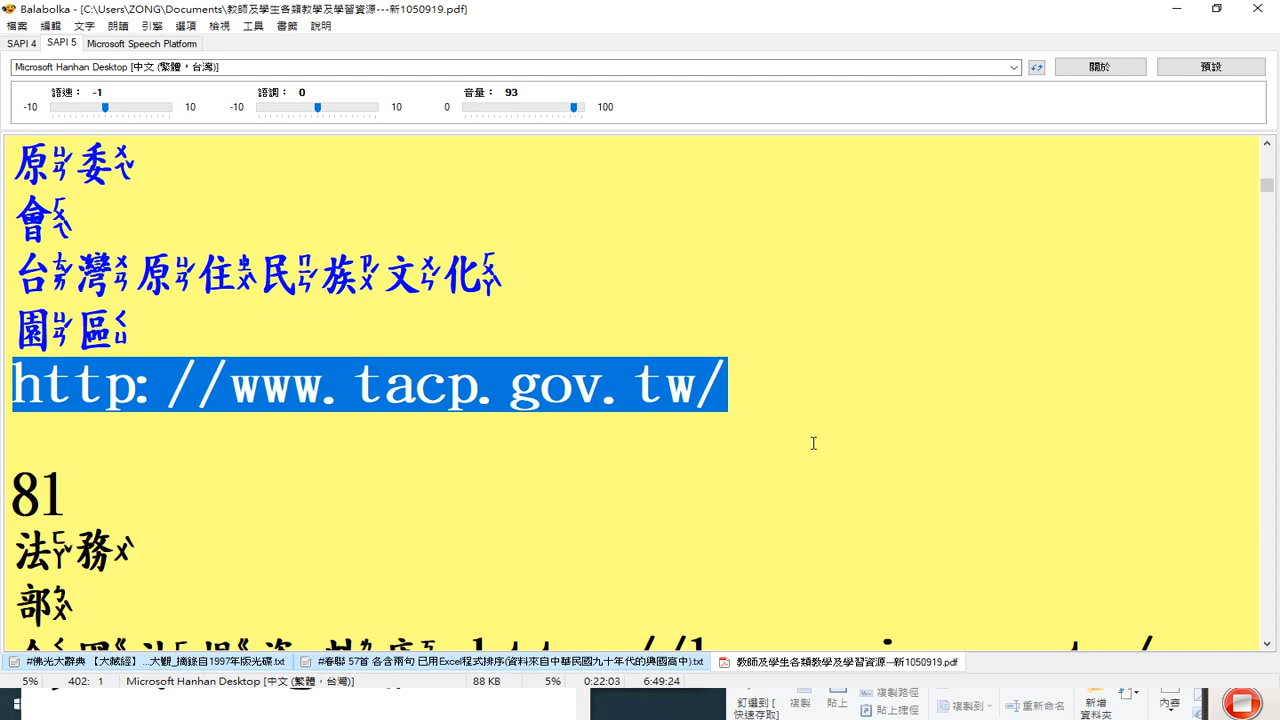 Balabolka - [C:\Users\ZONG\Documents\教師及學生各類教學及學習資源---新1050919.pdf]
檔案 編輯 文字 朗讀 引擎 選項 檢視 工具 書籤 說明
SAPI 4 SAPI 5 Microsoft Speech Platform
Microsoft Hanhan Desktop [中文 (繁體，台灣)] 關於 預設
語速： -1 語調： 0 音量： 93
-10 10 -10 10 0 100
原ㄩㄢˊ委ㄨㄟˇ
會ㄏㄨㄟˋ
台ㄊㄞˊ灣ㄨㄢ原ㄩㄢˊ住ㄓㄨˋ民ㄇㄧㄣˊ族ㄗㄨˊ文ㄨㄣˊ化ㄏㄨㄚˋ
園ㄩㄢˊ區ㄑㄩ
http://www.tacp.gov.tw/
81
法ㄈㄚˇ務ㄨˋ
部ㄅㄨˋ
#佛光大辭典 【大藏經】....大觀_摘錄自1997年版光碟.txt #春聯 57首 各含兩句 已用Excel程式排序(資料來自中華民國九十年代的興國高中).txt 教師及學生各類教學及學習資源---新1050919.pdf
5% 402: 1 Microsoft Hanhan Desktop [中文 (繁體，台灣)] 88 KB 5% 0:22:03 6:49:24
釘選到 [ 複製 貼上 複製路徑 複製到 重新命名 新增 內容
快速存取] 貼上捷徑 資料夾